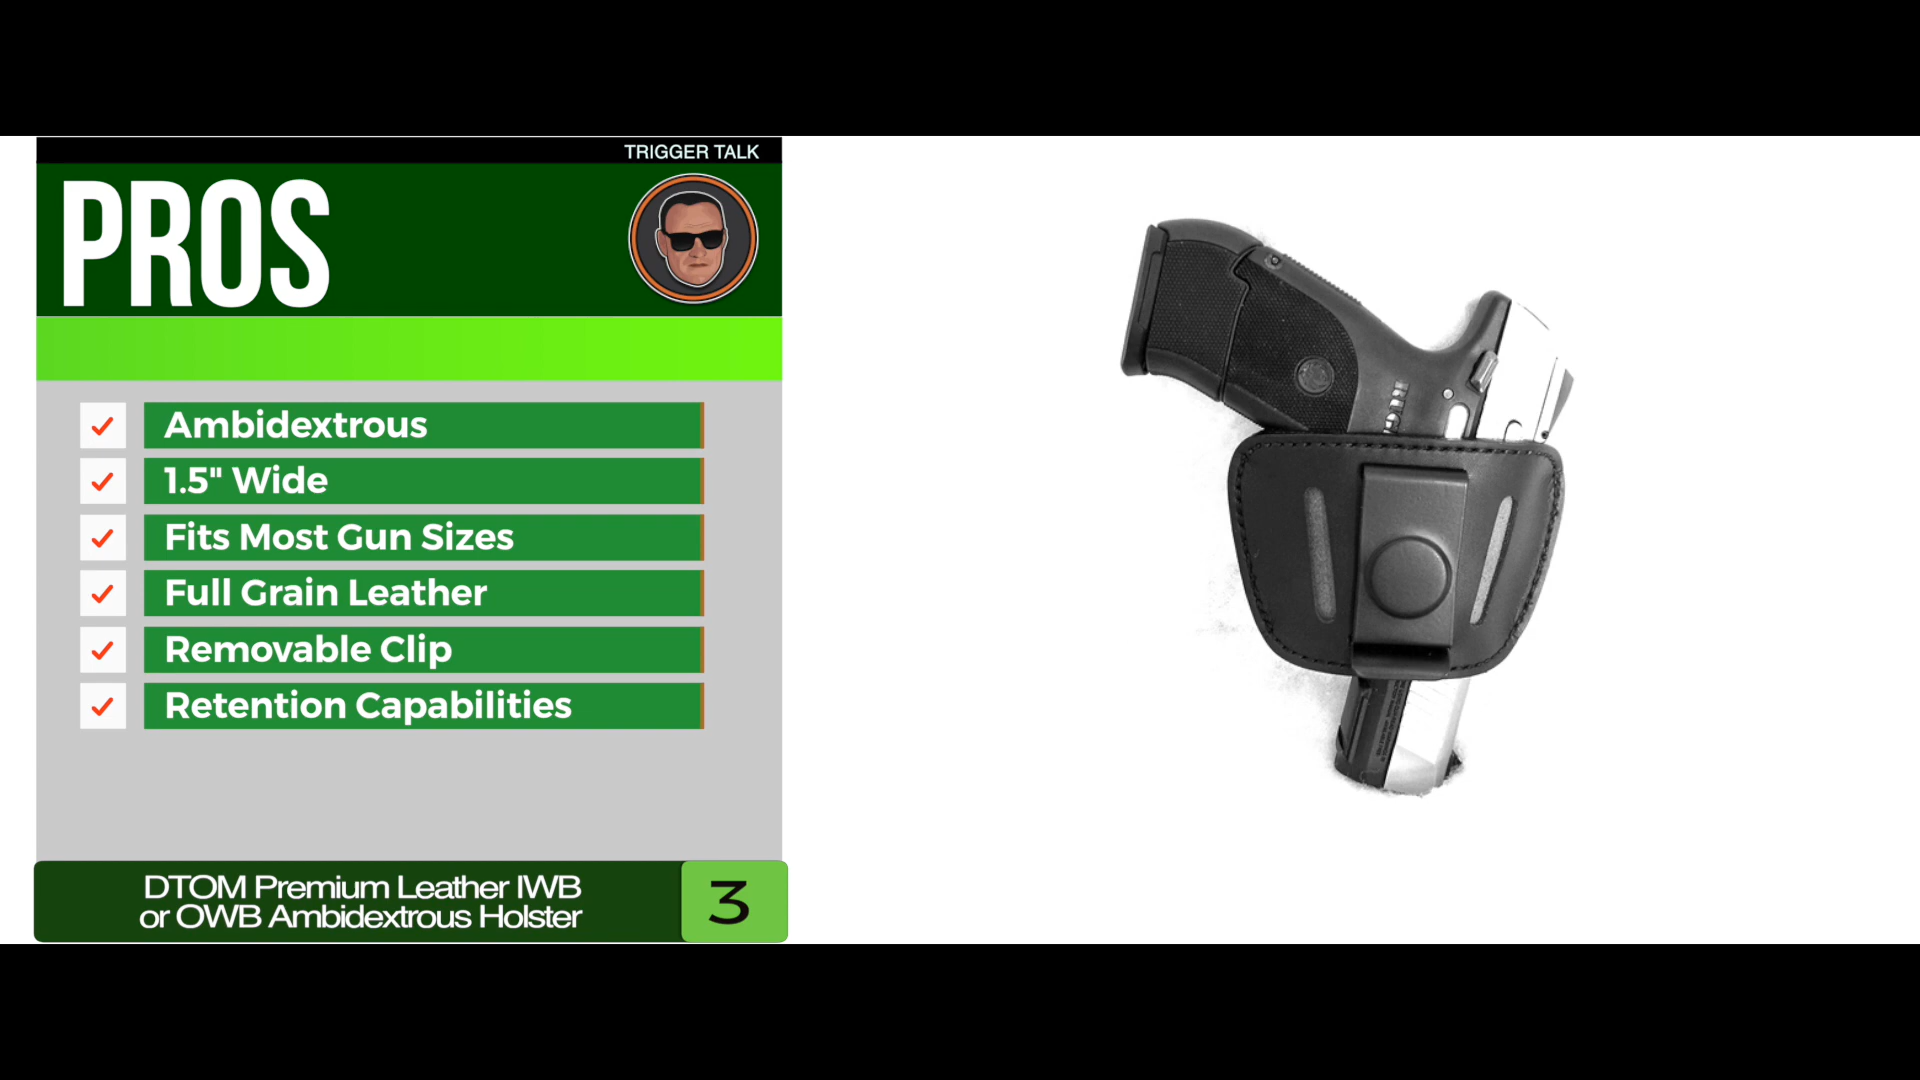 TRIGGER TALK
PROS
Ambidextrous
1.5" Wide
Fits Most Gun Sizes
Full Grain Leather
Removable Clip
Retention Capabilities
DTOM Premium Leather IWB
or OWB Ambidextrous Holster
3